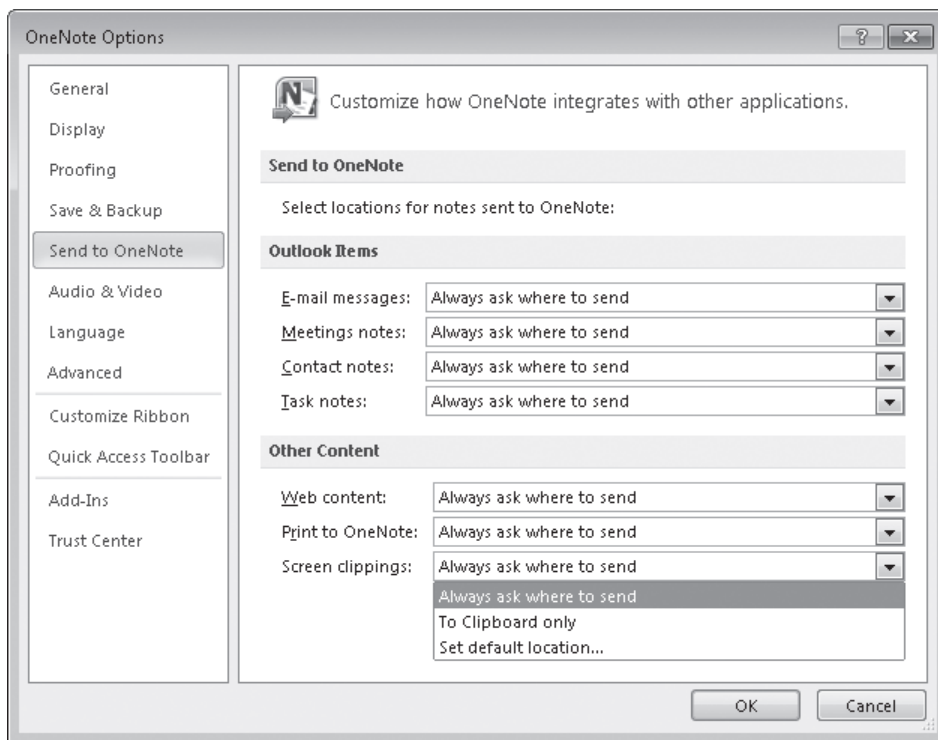 OneNote Options
General
Display
Proofing
Save & Backup
Send to OneNote
Audio & Video
Language
Advanced
Customize Ribbon
Quick Access Toolbar
Add-Ins
Trust Center
Customize how OneNote integrates with other applications.
Send to OneNote
Select locations for notes sent to OneNote:
Outlook Items
E-mail messages: Always ask where to send
Meetings notes: Always ask where to send
Contact notes: Always ask where to send
Task notes: Always ask where to send
Other Content
Web content: Always ask where to send
Print to OneNote: Always ask where to send
Screen clippings: Always ask where to send
Always ask where to send
To Clipboard only
Set default location...
OK Cancel